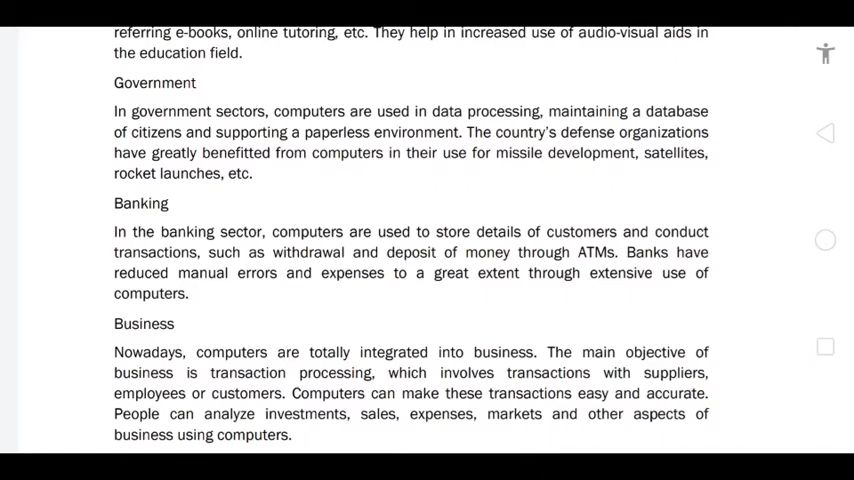 referring e-books, online tutoring, etc. They help in increased use of audio-visual aids in
the education field.
Government
In government sectors, computers are used in data processing, maintaining a database
of citizens and supporting a paperless environment. The country's defense organizations
have greatly benefitted from computers in their use for missile development, satellites,
rocket launches, etc.
Banking
In the banking sector, computers are used to store details of customers and conduct
transactions, such as withdrawal and deposit of money through ATMs. Banks have
reduced manual errors and expenses to a great extent through extensive use of
computers.
Business
Nowadays, computers are totally integrated into business. The main objective of
business is transaction processing, which involves transactions with suppliers,
employees or customers. Computers can make these transactions easy and accurate.
People can analyze investments, sales, expenses, markets and other aspects of
business using computers.